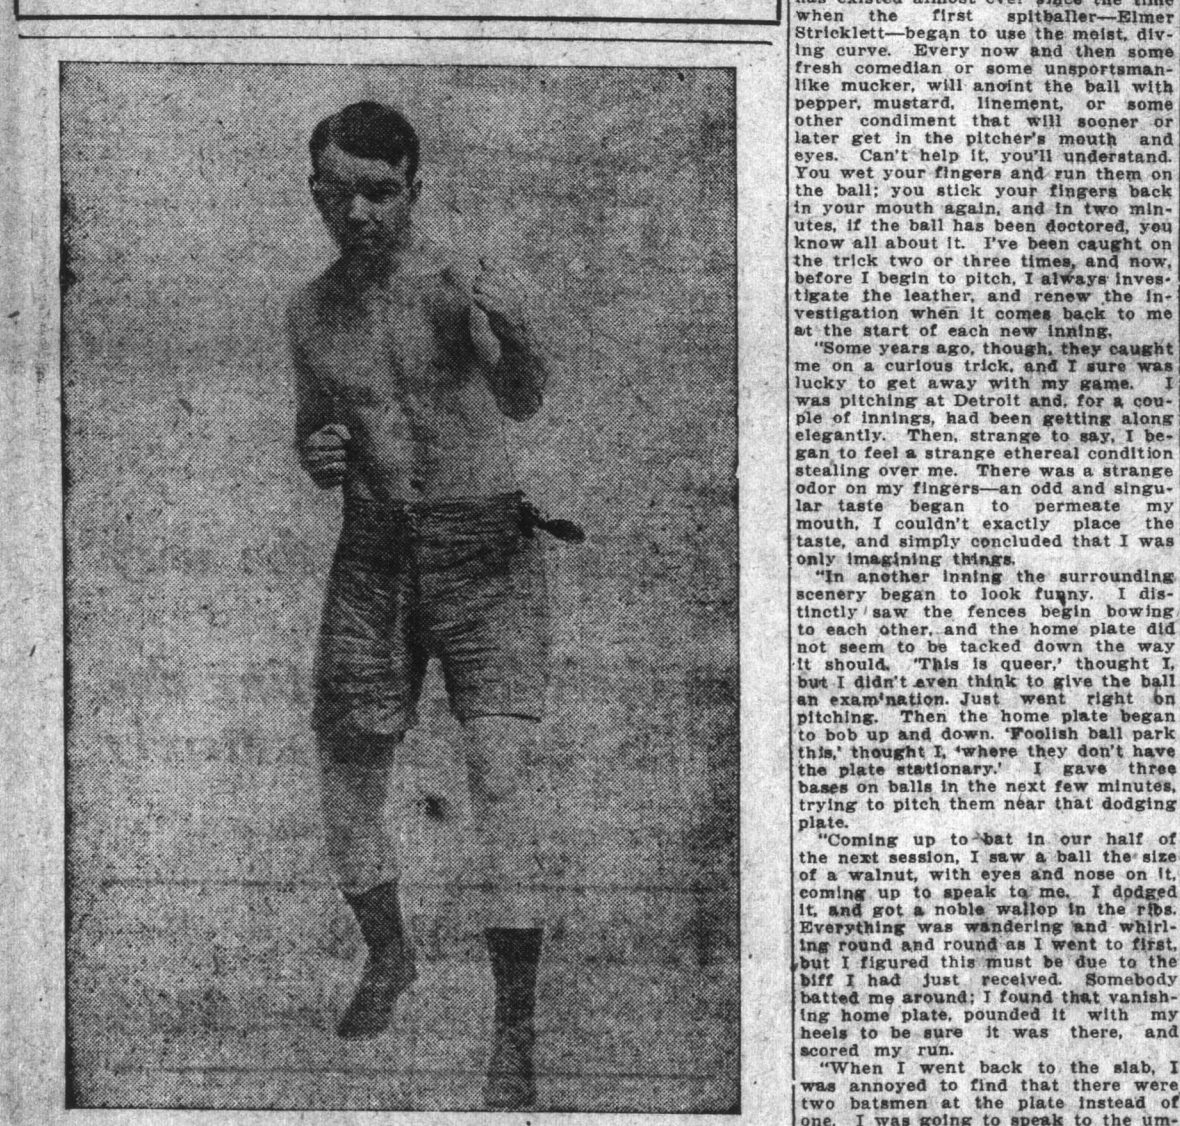 has existed almost ever since the time
when the first spitballer—Elmer
Stricklett—began to use the moist, div-
ing curve. Every now and then some
fresh comedian or some unsportsman-
like mucker, will anoint the ball with
pepper, mustard, linement, or some
other condiment that will sooner or
later get in the pitcher's mouth and
eyes. Can't help it, you'll understand.
You wet your fingers and run them on
the ball; you stick your fingers back
in your mouth again, and in two min-
utes, if the ball has been doctored, you
know all about it. I've been caught on
the trick two or three times, and now,
before I begin to pitch, I always inves-
tigate the leather, and renew the in-
vestigation when it comes back to me
at the start of each new inning.
"Some years ago, though, they caught
me on a curious trick, and I sure was
lucky to get away with my game. I
was pitching at Detroit and, for a cou-
ple of innings, had been getting along
elegantly. Then, strange to say, I be-
gan to feel a strange ethereal condition
stealing over me. There was a strange
odor on my fingers—an odd and singu-
lar taste began to permeate my
mouth, I couldn't exactly place the
taste, and simply concluded that I was
only imagining things.
"In another inning the surrounding
scenery began to look funny. I dis-
tinctly saw the fences begin bowing
to each other, and the home plate did
not seem to be tacked down the way
it should. 'This is queer,' thought I,
but I didn't even think to give the ball
an exam'nation. Just went right on
pitching. Then the home plate began
to bob up and down. 'Foolish ball park
this,' thought I, 'where they don't have
the plate stationary.' I gave three
bases on balls in the next few minutes,
trying to pitch them near that dodging
plate.
"Coming up to bat in our half of
the next session, I saw a ball the size
of a walnut, with eyes and nose on it,
coming up to speak to me. I dodged
it, and got a noble wallop in the ribs.
Everything was wandering and whirl-
ing round and round as I went to first,
but I figured this must be due to the
biff I had just received. Somebody
batted me around; I found that vanish-
ing home plate, pounded it with my
heels to be sure it was there, and
scored my run.
"When I went back to the slab, I
was annoyed to find that there were
two batsmen at the plate instead of
one. I was going to speak to the um-